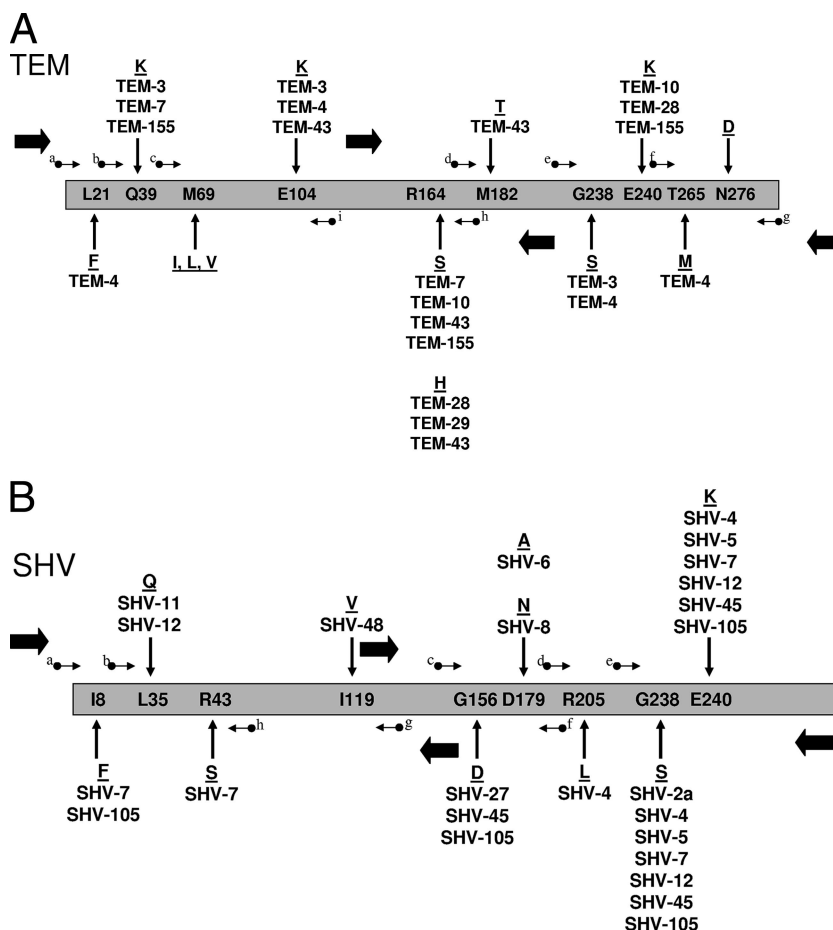 A
TEM
K
TEM-3
TEM-7
TEM-155
K
TEM-3
TEM-4
TEM-43
T
TEM-43
K
TEM-10
TEM-28
TEM-155
D
a b c d e f
L21 Q39 M69 E104 R164 M182 G238 E240 T265 N276
i h g
F
TEM-4
I, L, V
S
TEM-7
TEM-10
TEM-43
TEM-155
H
TEM-28
TEM-29
TEM-43
S
TEM-3
TEM-4
M
TEM-4
B
SHV
Q
SHV-11
SHV-12
V
SHV-48
A
SHV-6
N
SHV-8
K
SHV-4
SHV-5
SHV-7
SHV-12
SHV-45
SHV-105
a b c d e
I8 L35 R43 I119 G156 D179 R205 G238 E240
h g f
F
SHV-7
SHV-105
S
SHV-7
D
SHV-27
SHV-45
SHV-105
L
SHV-4
S
SHV-2a
SHV-4
SHV-5
SHV-7
SHV-12
SHV-45
SHV-105